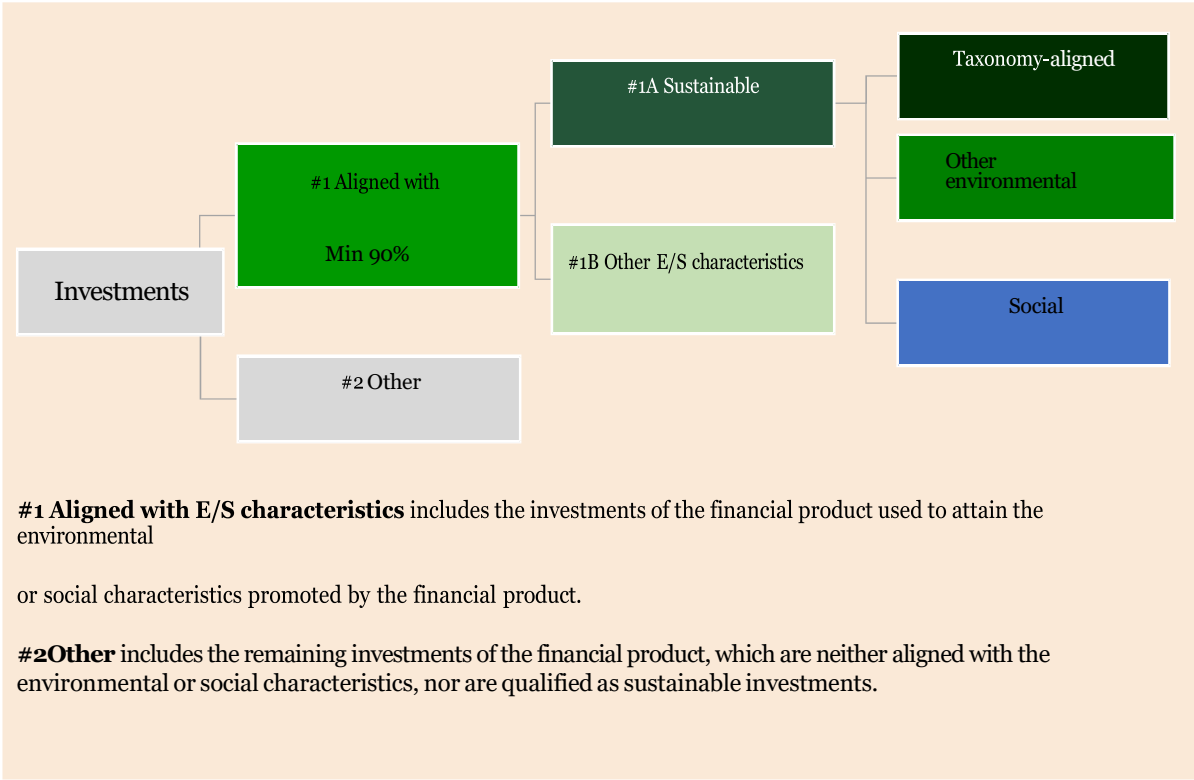 Taxonomy-aligned
#1A Sustainable
Other
environmental
#1 Aligned with
Min 90%
#1B Other E/S characteristics
Investments
Social
#2 Other
#1 Aligned with E/S characteristics includes the investments of the financial product used to attain the
environmental
or social characteristics promoted by the financial product.
#2Other includes the remaining investments of the financial product, which are neither aligned with the
environmental or social characteristics, nor are qualified as sustainable investments.